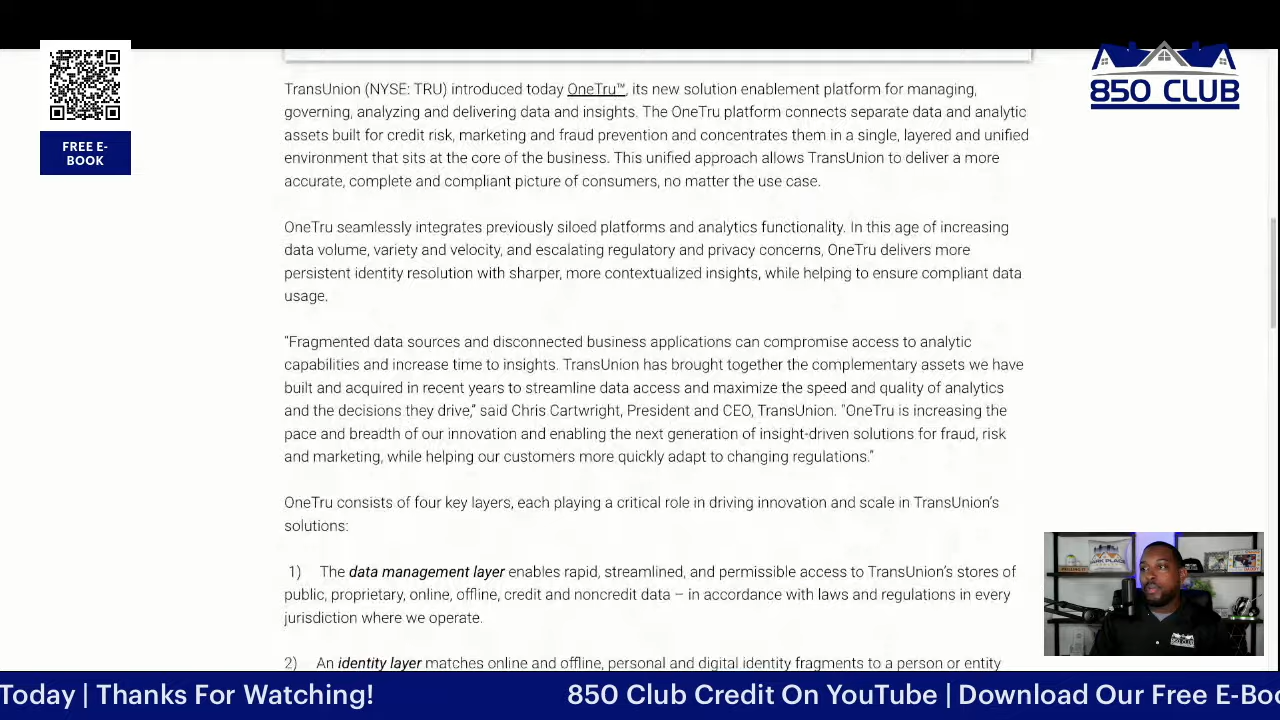 FREE E-
BOOK
850 CLUB
TransUnion (NYSE: TRU) introduced today OneTru™, its new solution enablement platform for managing,
governing, analyzing and delivering data and insights. The OneTru platform connects separate data and analytic
assets built for credit risk, marketing and fraud prevention and concentrates them in a single, layered and unified
environment that sits at the core of the business. This unified approach allows TransUnion to deliver a more
accurate, complete and compliant picture of consumers, no matter the use case.
OneTru seamlessly integrates previously siloed platforms and analytics functionality. In this age of increasing
data volume, variety and velocity, and escalating regulatory and privacy concerns, OneTru delivers more
persistent identity resolution with sharper, more contextualized insights, while helping to ensure compliant data
usage.
“Fragmented data sources and disconnected business applications can compromise access to analytic
capabilities and increase time to insights. TransUnion has brought together the complementary assets we have
built and acquired in recent years to streamline data access and maximize the speed and quality of analytics
and the decisions they drive,” said Chris Cartwright, President and CEO, TransUnion. “OneTru is increasing the
pace and breadth of our innovation and enabling the next generation of insight-driven solutions for fraud, risk
and marketing, while helping our customers more quickly adapt to changing regulations.”
OneTru consists of four key layers, each playing a critical role in driving innovation and scale in TransUnion’s
solutions:
1) The data management layer enables rapid, streamlined, and permissible access to TransUnion’s stores of
public, proprietary, online, offline, credit and noncredit data – in accordance with laws and regulations in every
jurisdiction where we operate.
2) An identity layer matches online and offline, personal and digital identity fragments to a person or entity
850 CLUB
Today | Thanks For Watching! 850 Club Credit On YouTube | Download Our Free E-Boo